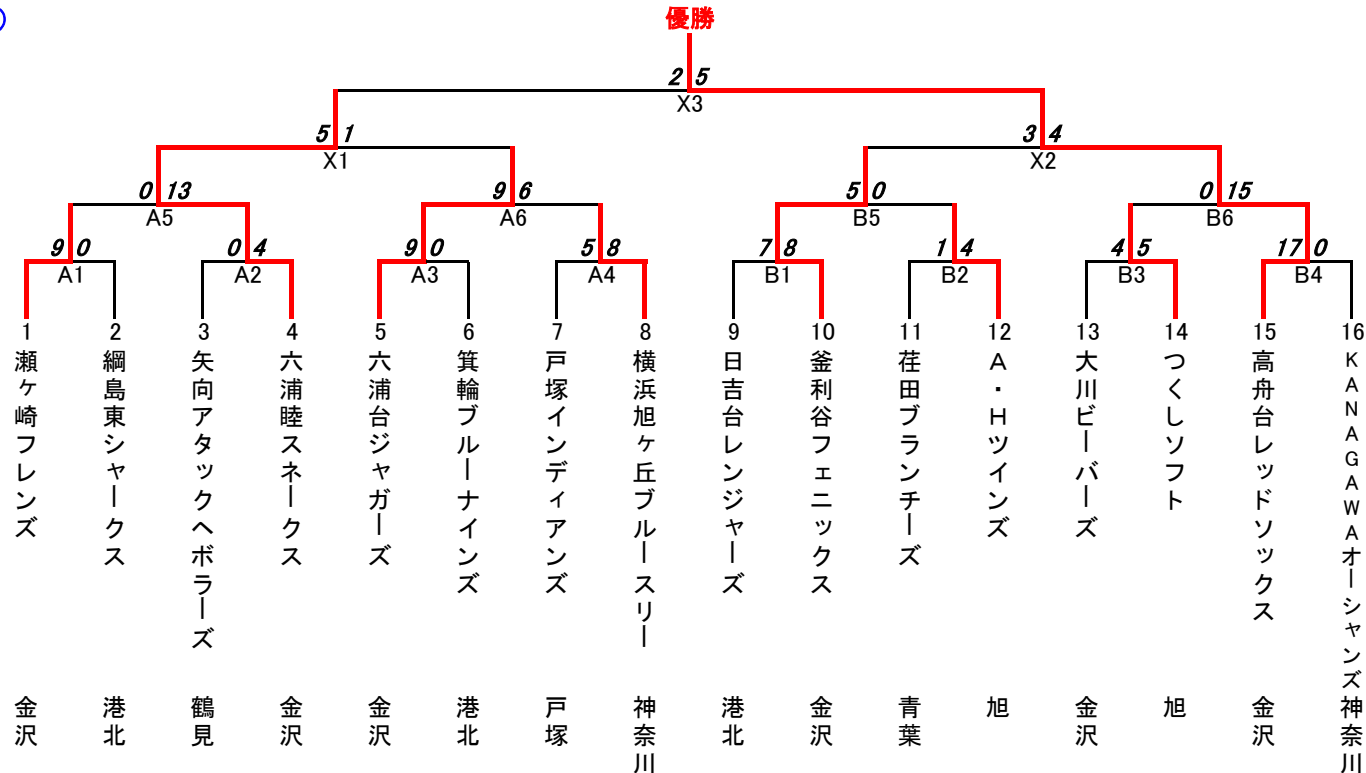 優勝
2 5
X3
5 1
X1
3 4
X2
0 13
A5
9 6
A6
5 0
B5
0 15
B6
9 0
A1
0 4
A2
9 0
A3
5 8
A4
7 8
B1
1 4
B2
4 5
B3
17 0
B4
1 2 3 4 5 6 7 8 9 10 11 12 13 14 15 16
瀬ヶ崎フレンズ
綱島東シャークス
矢向アタックヘボラーズ
六浦睦スネークス
六浦台ジャガーズ
箕輪ブルーナインズ
戸塚インディアンズ
横浜旭ヶ丘ブルースリー
日吉台レンジャーズ
釜利谷フェニックス
荏田ブランチーズ
A・Hツインズ
大川ビーバーズ
つくしソフト
高舟台レッドソックス
KANAGAWAオーシャンズ
金沢
港北
鶴見
金沢
金沢
港北
戸塚
神奈川
港北
金沢
青葉
旭
金沢
旭
金沢
神奈川